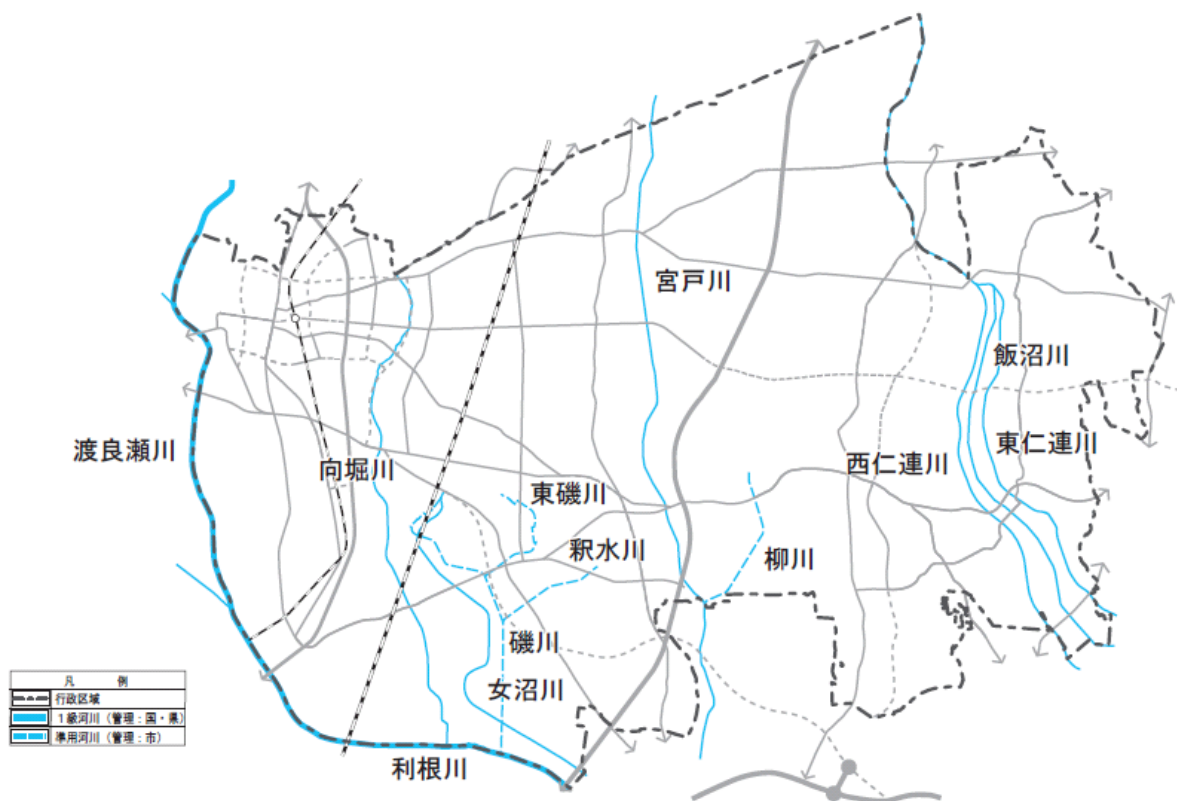 宮戸川
飯沼川
渡良瀬川
向堀川
東仁連川
西仁連川
東磯川
釈水川
柳川
磯川
女沼川
利根川
凡 例
行政区域
1級河川（管理：国・県）
準用河川（管理：市）